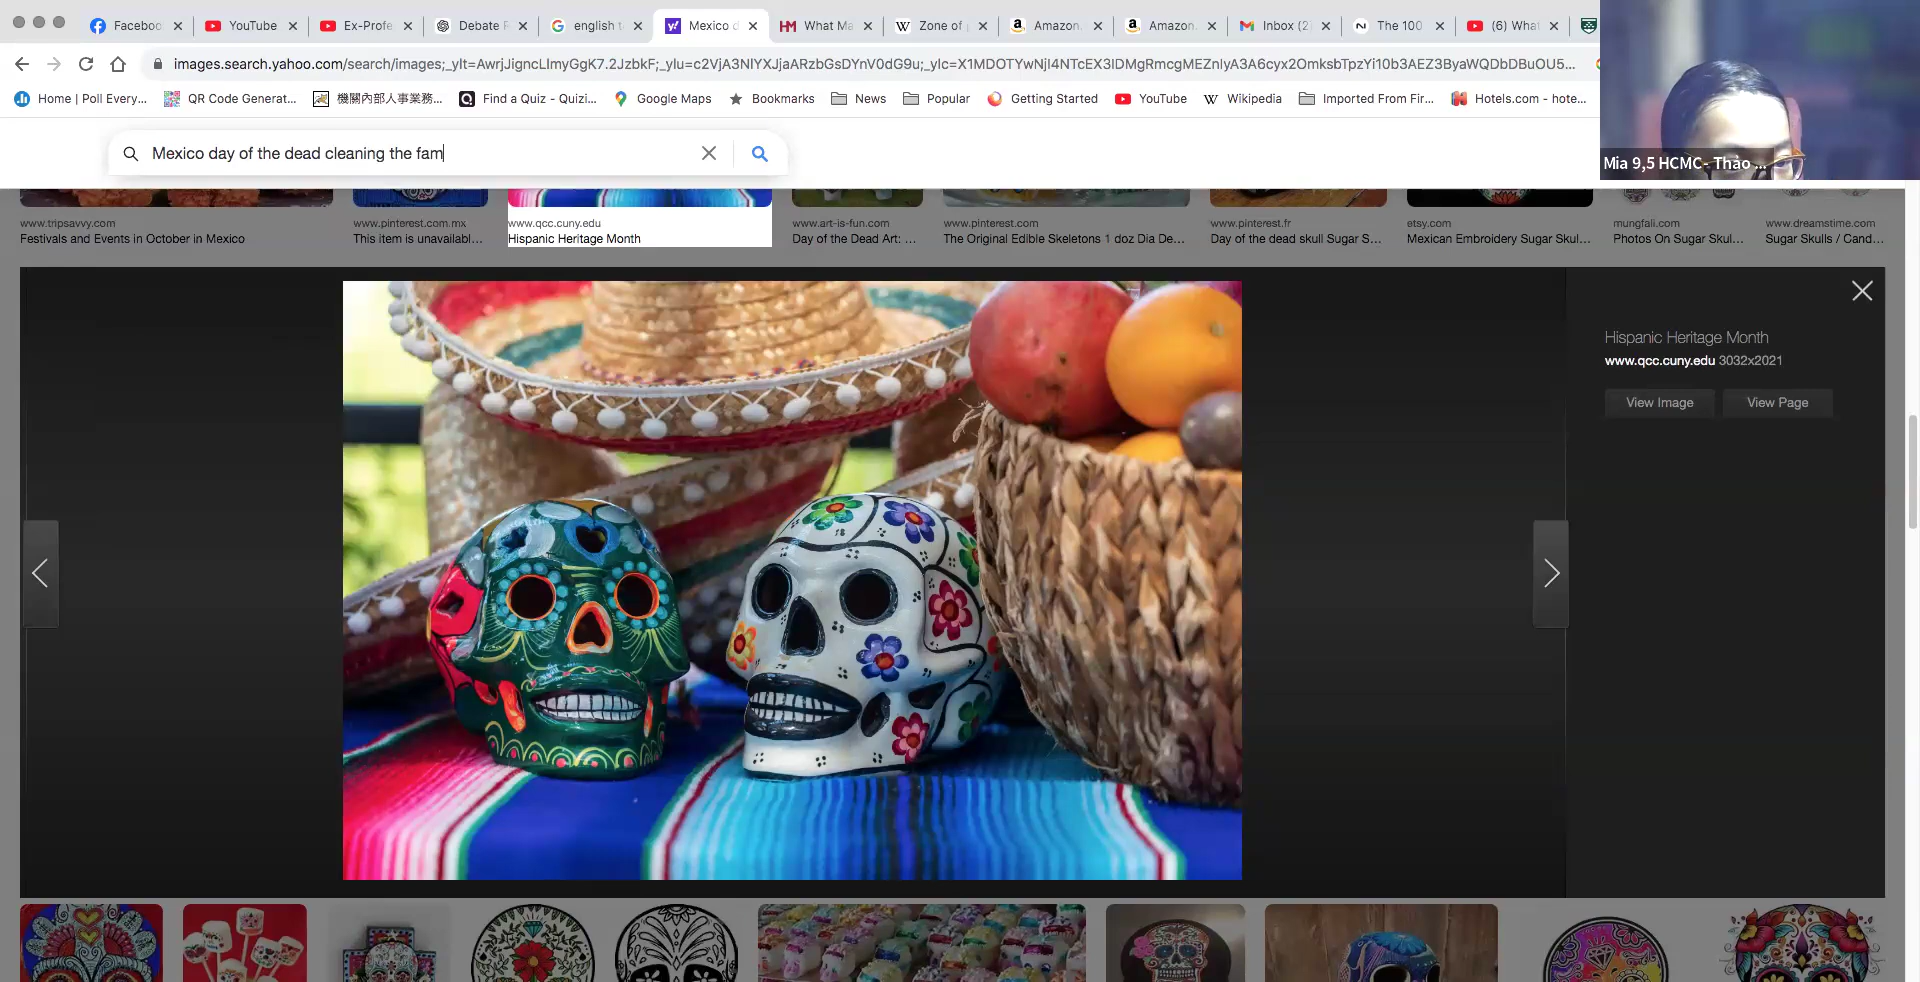 Faceboo
YouTube
Ex-Profe
Debate
english t
Mexico d
What Ma
Zone of
Amazon.
Amazon.
Inbox (2
The 100
(6) What
images.search.yahoo.com/search/images;_ylt=AwrjJigncLImyGgK7.2JzbkF;_ylu=c2VjA3NlYXJjaARzbGsDYnV0dG9u;_ylc=X1MDOTYwNjI4NTcEX3IDMgRmcgMEZnIyA3A6cyx2OmksbTpzYi10b3AEZ3ByaWQDbDBuOU5...
Home | Poll Every...
QR Code Generat...
機關內部人事業務...
Find a Quiz - Quizi...
Google Maps
Bookmarks
News
Popular
Getting Started
YouTube
Wikipedia
Imported From Fir...
Hotels.com - hote...
Mexico day of the dead cleaning the fam
Mia 9,5 HCMC- Thảo ...
www.tripsavvy.com
Festivals and Events in October in Mexico
www.pinterest.com.mx
This item is unavailabl...
www.qcc.cuny.edu
Hispanic Heritage Month
www.art-is-fun.com
Day of the Dead Art: ...
www.pinterest.com
The Original Edible Skeletons 1 doz Dia De...
www.pinterest.fr
Day of the dead skull Sugar S...
etsy.com
Mexican Embroidery Sugar Skul...
mungfali.com
Photos On Sugar Skul...
www.dreamstime.com
Sugar Skulls / Cand...
Hispanic Heritage Month
www.qcc.cuny.edu 3032x2021
View Image
View Page